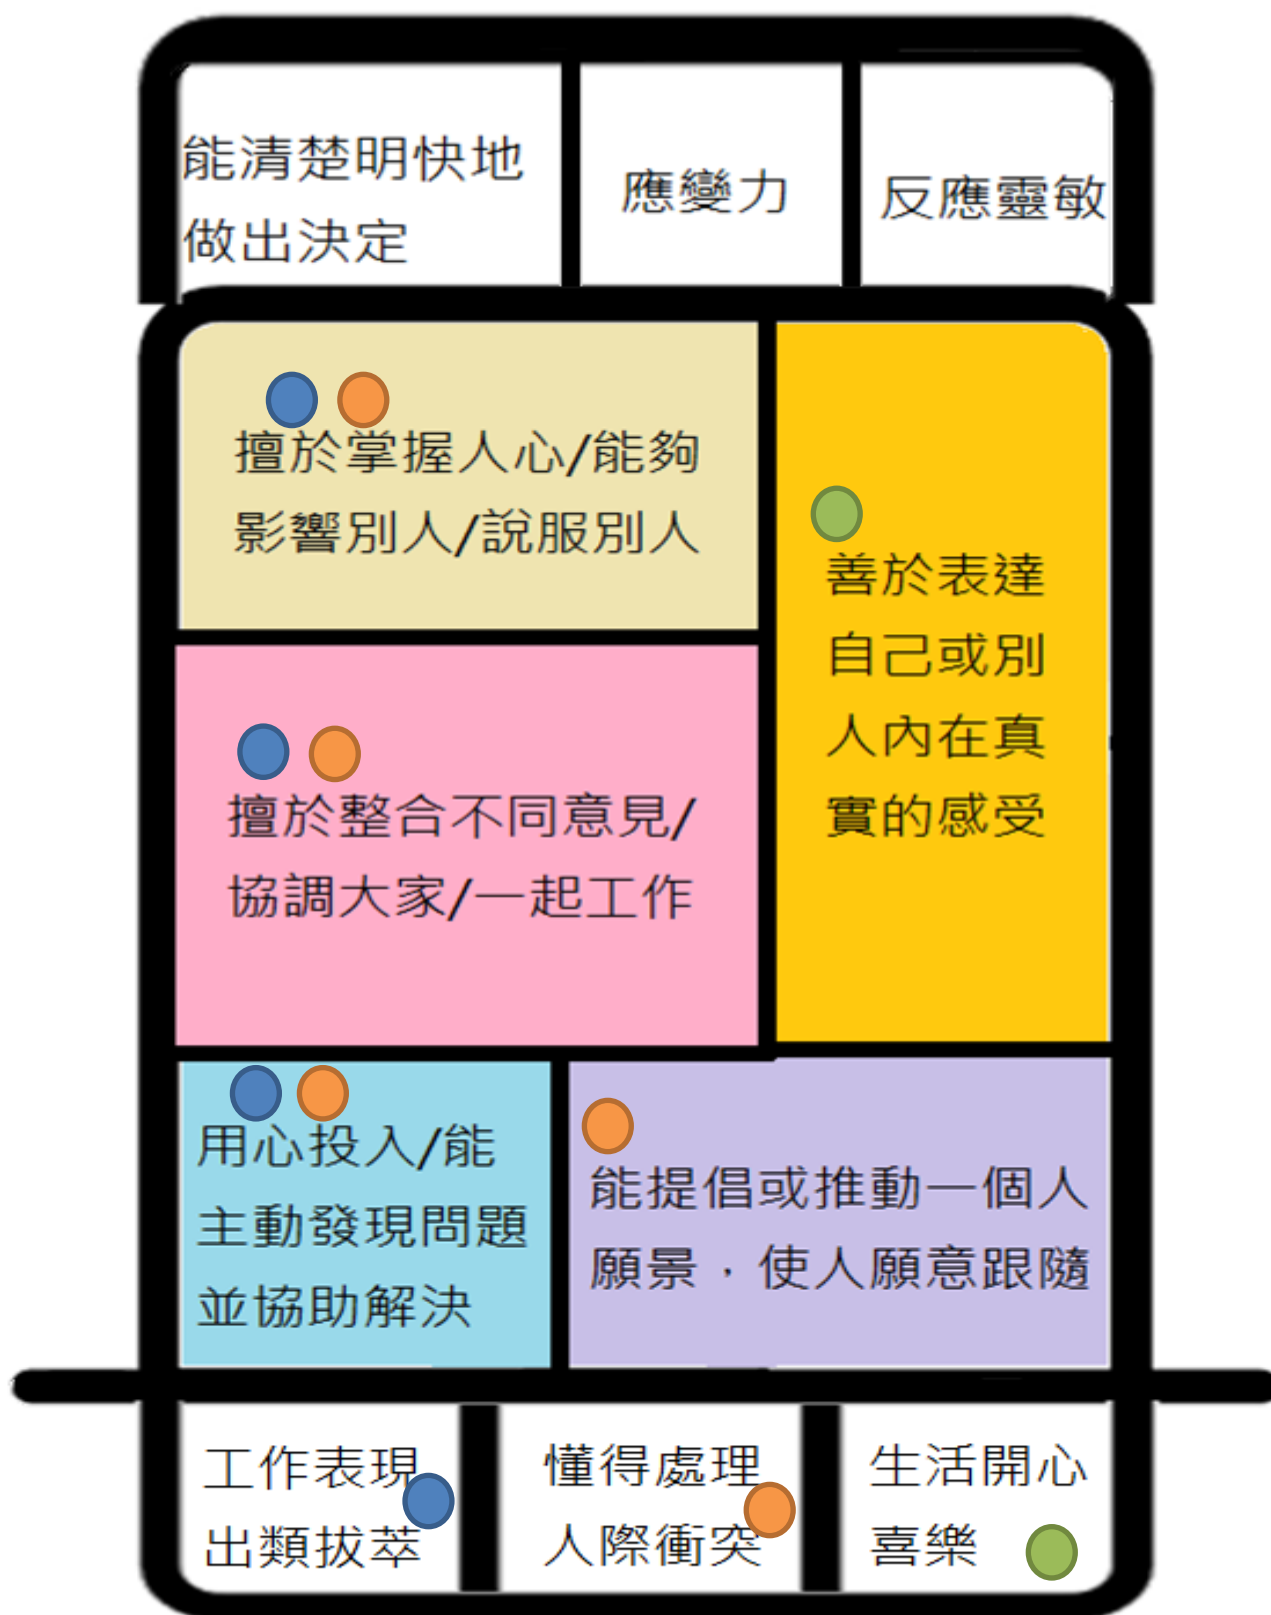 能清楚明快地
做出決定
應變力
反應靈敏
擅於掌握人心/能夠
影響別人/說服別人
善於表達
自己或別
人內在真
實的感受
擅於整合不同意見/
協調大家/一起工作
用心投入/能
主動發現問題
並協助解決
能提倡或推動一個人
願景，使人願意跟隨
工作表現
出類拔萃
懂得處理
人際衝突
生活開心
喜樂